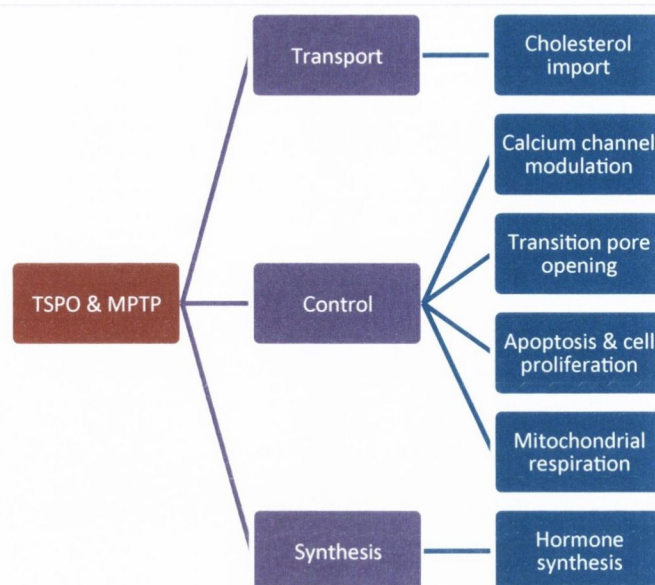 Transport
Cholesterol
import
Calcium channel
modulation
Transition pore
opening
TSPO & MPTP
Control
Apoptosis & cell
proliferation
Mitochondrial
respiration
Synthesis
Hormone
synthesis